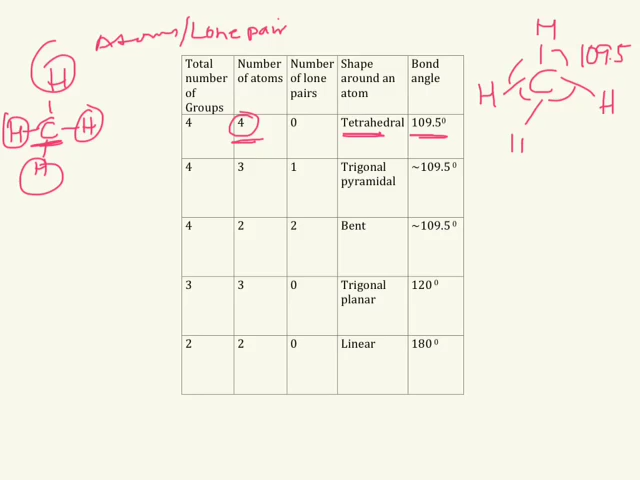 Atoms/Lone pair
H
H C H
H
Total number of Groups
Number of atoms
Number of lone pairs
Shape around an atom
Bond angle
4 4 0 Tetrahedral 109.5⁰
4 3 1 Trigonal pyramidal ~109.5⁰
4 2 2 Bent ~109.5⁰
3 3 0 Trigonal planar 120⁰
2 2 0 Linear 180⁰
H
109.5
H C H